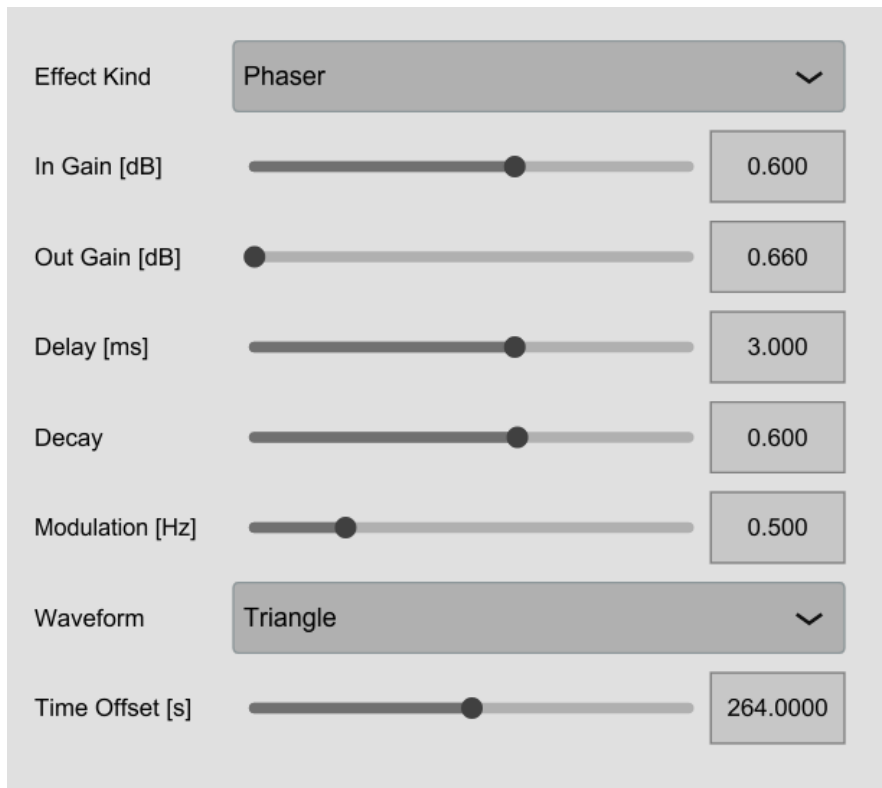 Effect Kind Phaser
In Gain [dB] 0.600
Out Gain [dB] 0.660
Delay [ms] 3.000
Decay 0.600
Modulation [Hz] 0.500
Waveform Triangle
Time Offset [s] 264.0000